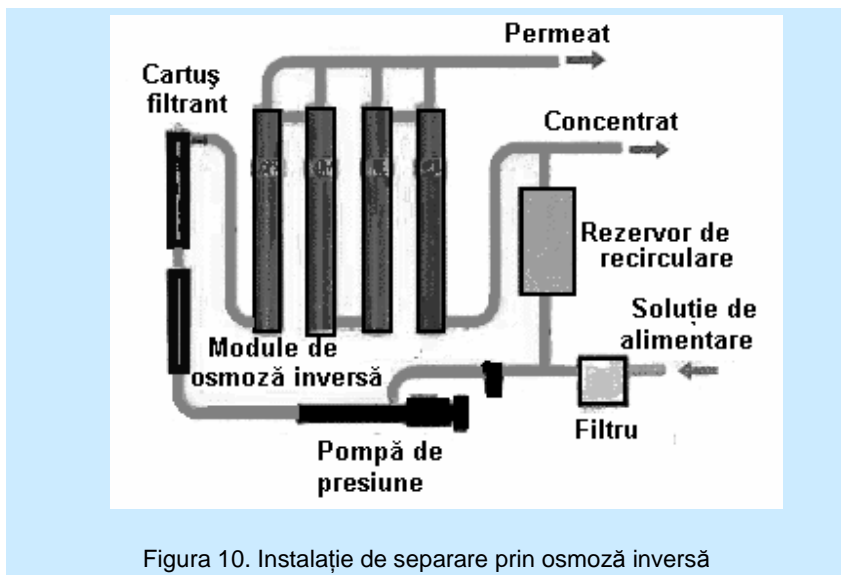 Permeat
Cartuş
filtrant
Concentrat
Rezervor de
recirculare
Soluție de
alimentare
Module de
osmoză inversă
Filtru
Pompă de
presiune
Figura 10. Instalație de separare prin osmoză inversă